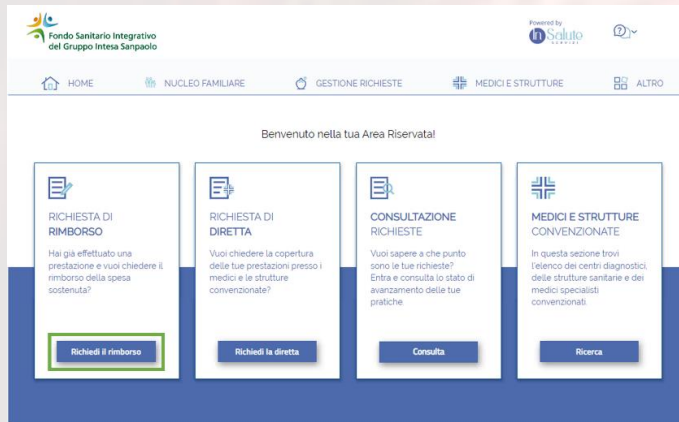 Fondo Sanitario Integrativo
del Gruppo Intesa Sanpaolo
Powered by
InSalute
SERVIZI
HOME
NUCLEO FAMILIARE
GESTIONE RICHIESTE
MEDICI E STRUTTURE
ALTRO
Benvenuto nella tua Area Riservata!
RICHIESTA DI
RIMBORSO
Hai già effettuato una
prestazione e vuoi chiedere il
rimborso della spesa
sostenuta?
Richiedi il rimborso
RICHIESTA DI
DIRETTA
Vuoi chiedere la copertura
delle tue prestazioni presso i
medici e le strutture
convenzionate?
Richiedi la diretta
CONSULTAZIONE
RICHIESTE
Vuoi sapere a che punto
sono le tue richieste?
Entra e consulta lo stato di
avanzamento delle tue
pratiche.
Consulta
MEDICI E STRUTTURE
CONVENZIONATE
In questa sezione trovi
l'elenco dei centri diagnostici,
delle strutture sanitarie e dei
medici specialisti
convenzionati.
Ricerca